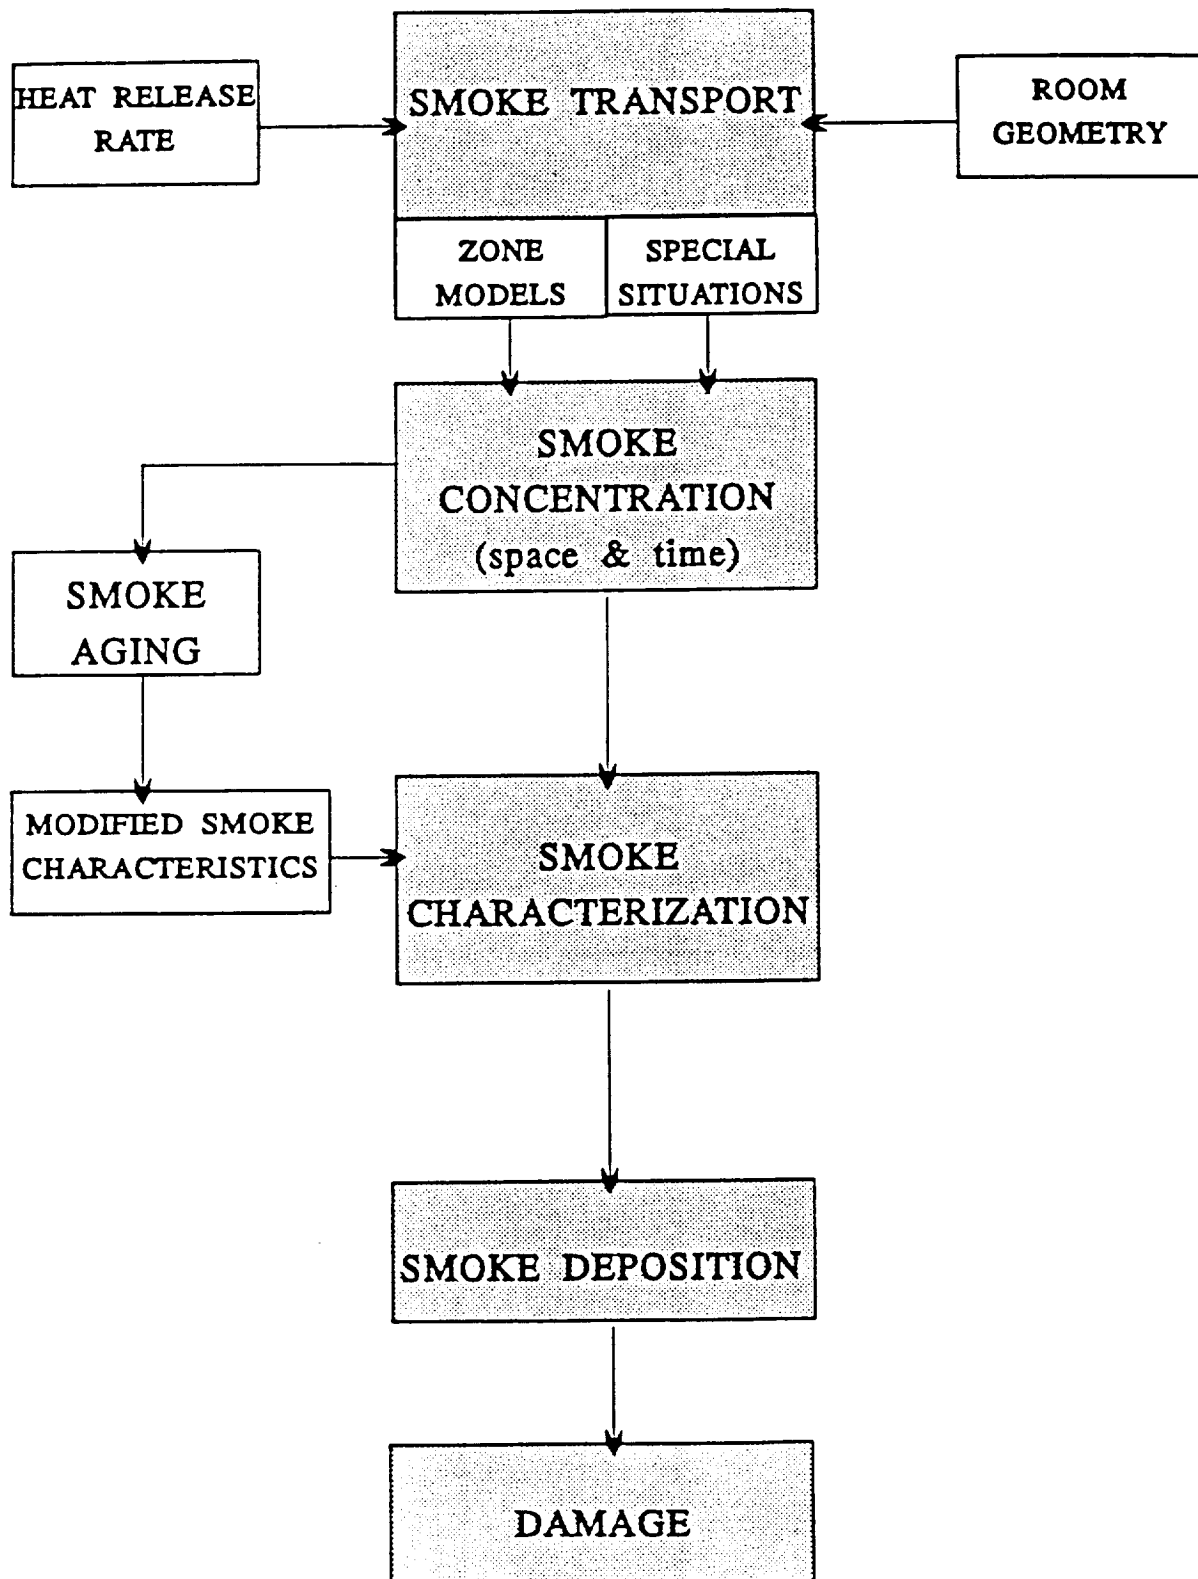 HEAT RELEASE
RATE
SMOKE TRANSPORT
ROOM
GEOMETRY
ZONE
MODELS
SPECIAL
SITUATIONS
SMOKE
CONCENTRATION
(space & time)
SMOKE
AGING
MODIFIED SMOKE
CHARACTERISTICS
SMOKE
CHARACTERIZATION
SMOKE DEPOSITION
DAMAGE